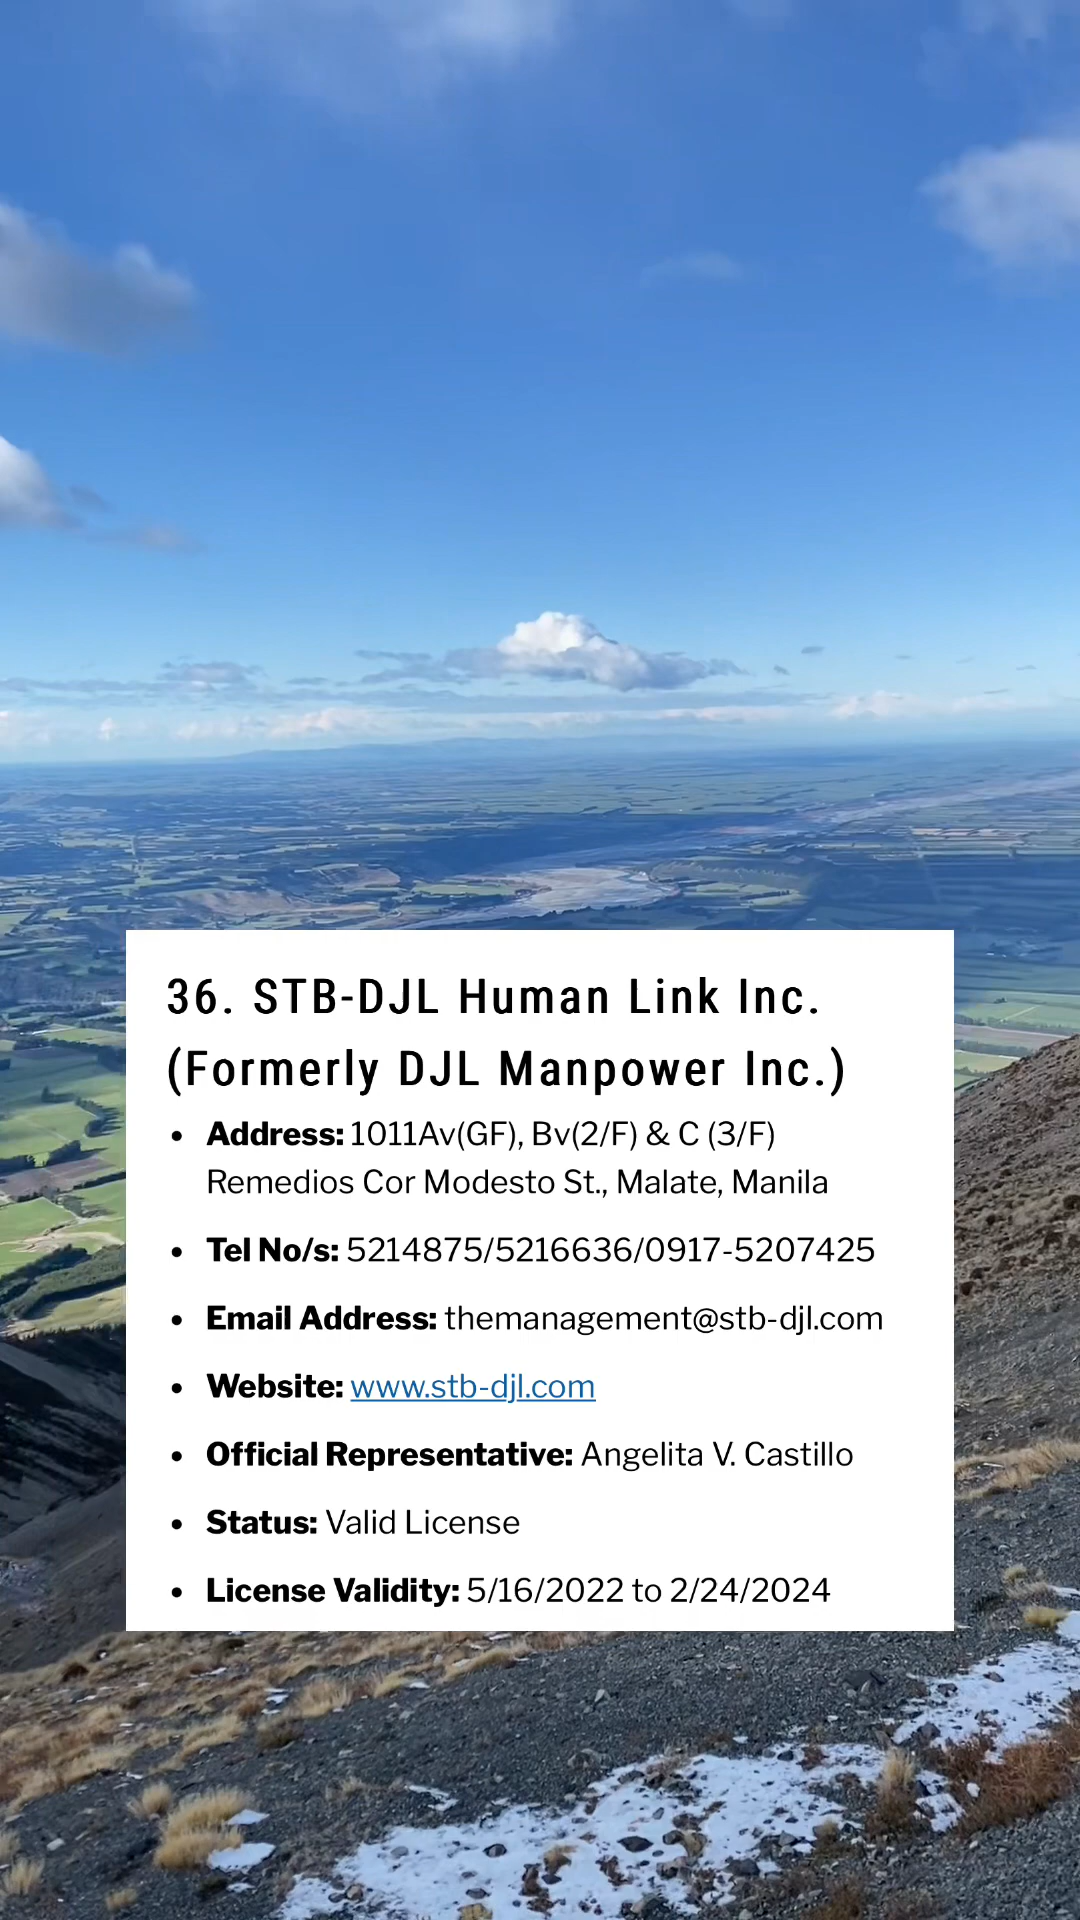 36. STB-DJL Human Link Inc.
(Formerly DJL Manpower Inc.)
• Address: 1011Av(GF), Bv(2/F) & C (3/F)
Remedios Cor Modesto St., Malate, Manila
• Tel No/s: 5214875/5216636/0917-5207425
• Email Address: themanagement@stb-djl.com
• Website: www.stb-djl.com
• Official Representative: Angelita V. Castillo
• Status: Valid License
• License Validity: 5/16/2022 to 2/24/2024